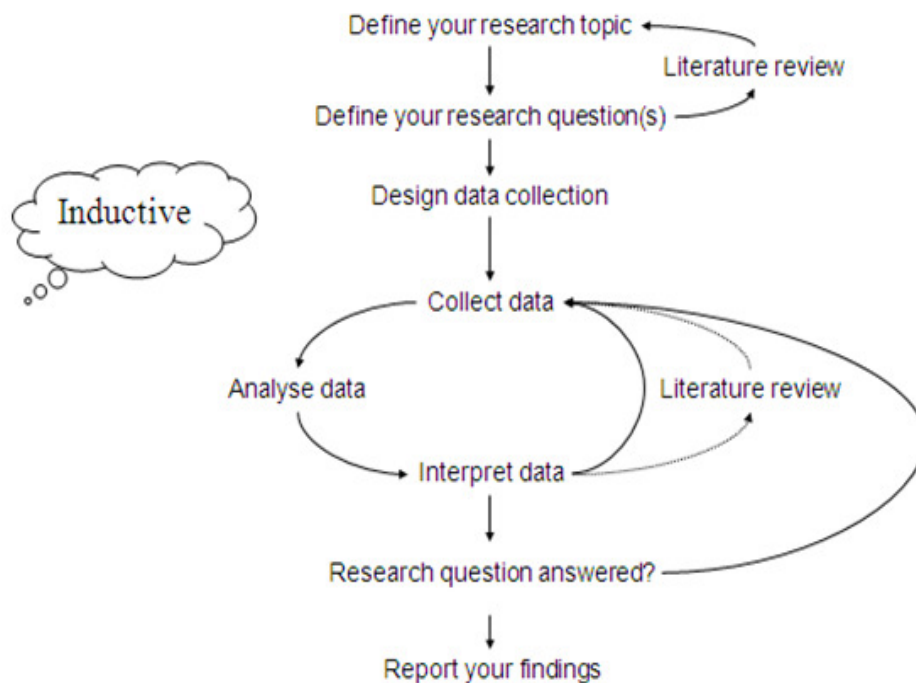 Define your research topic
Literature review
Define your research question(s)
Inductive
Design data collection
Collect data
Analyse data
Literature review
Interpret data
Research question answered?
Report your findings